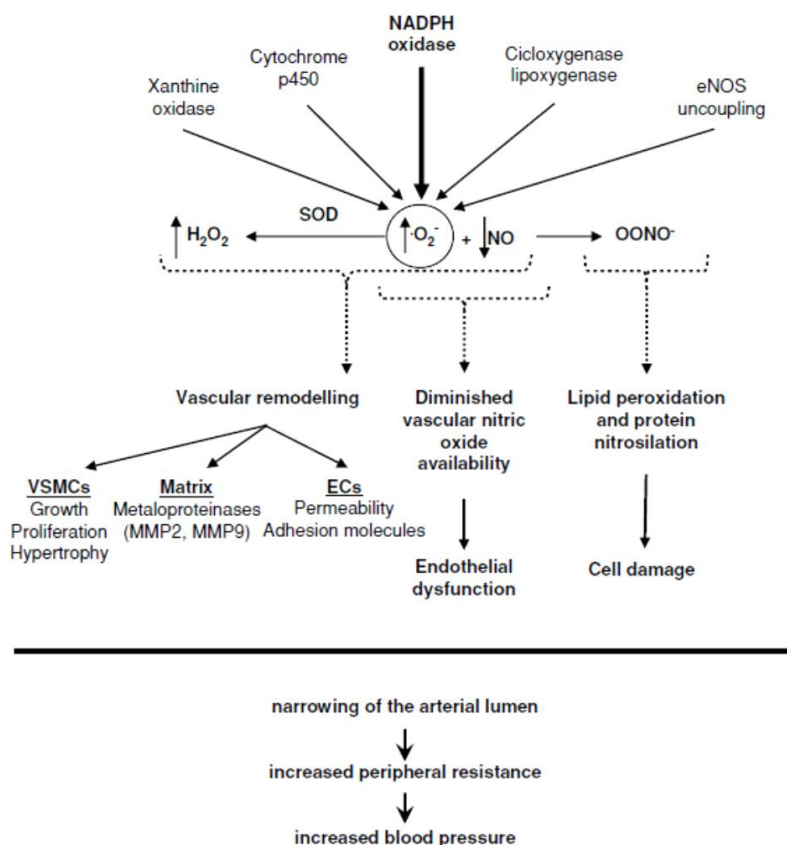 NADPH
oxidase
Cytochrome
p450
Cicloxygenase
lipoxygenase
Xanthine
oxidase
eNOS
uncoupling
SOD
H₂O₂
·O₂⁻
+
NO
OONO⁻
Vascular remodelling
Diminished
vascular nitric
oxide
availability
Lipid peroxidation
and protein
nitrosilation
VSMCs
Growth
Proliferation
Hypertrophy
Matrix
Metaloproteinases
(MMP2, MMP9)
ECs
Permeability
Adhesion molecules
Endothelial
dysfunction
Cell damage
narrowing of the arterial lumen
increased peripheral resistance
increased blood pressure